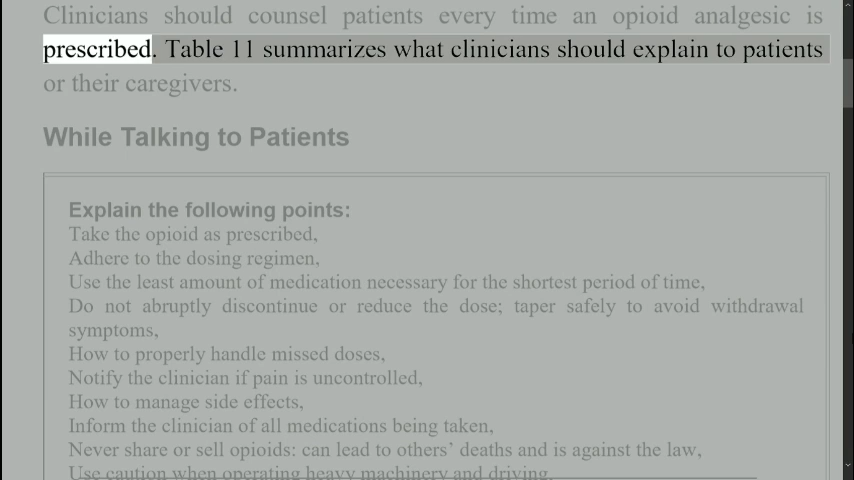 Clinicians should counsel patients every time an opioid analgesic is
prescribed. Table 11 summarizes what clinicians should explain to patients
or their caregivers.
While Talking to Patients
Explain the following points:
Take the opioid as prescribed,
Adhere to the dosing regimen,
Use the least amount of medication necessary for the shortest period of time,
Do not abruptly discontinue or reduce the dose; taper safely to avoid withdrawal
symptoms,
How to properly handle missed doses,
Notify the clinician if pain is uncontrolled,
How to manage side effects,
Inform the clinician of all medications being taken,
Never share or sell opioids: can lead to others’ deaths and is against the law,
Use caution when operating heavy machinery and driving,